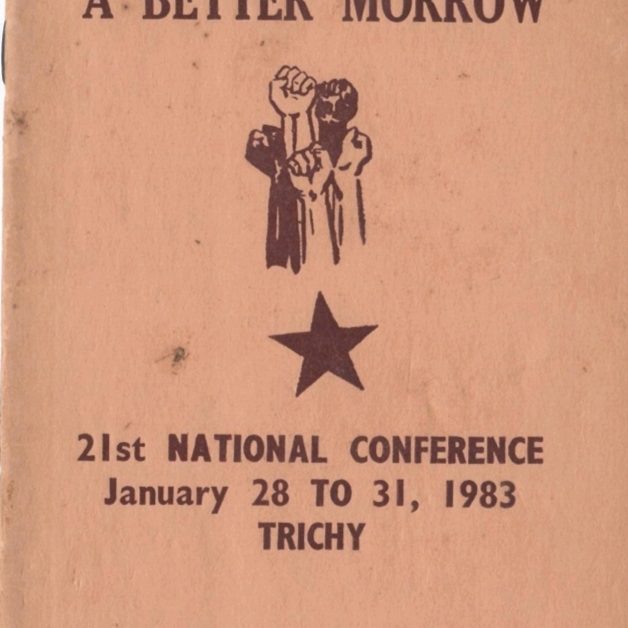 A BETTER MORROW
21st NATIONAL CONFERENCE
January 28 TO 31, 1983
TRICHY